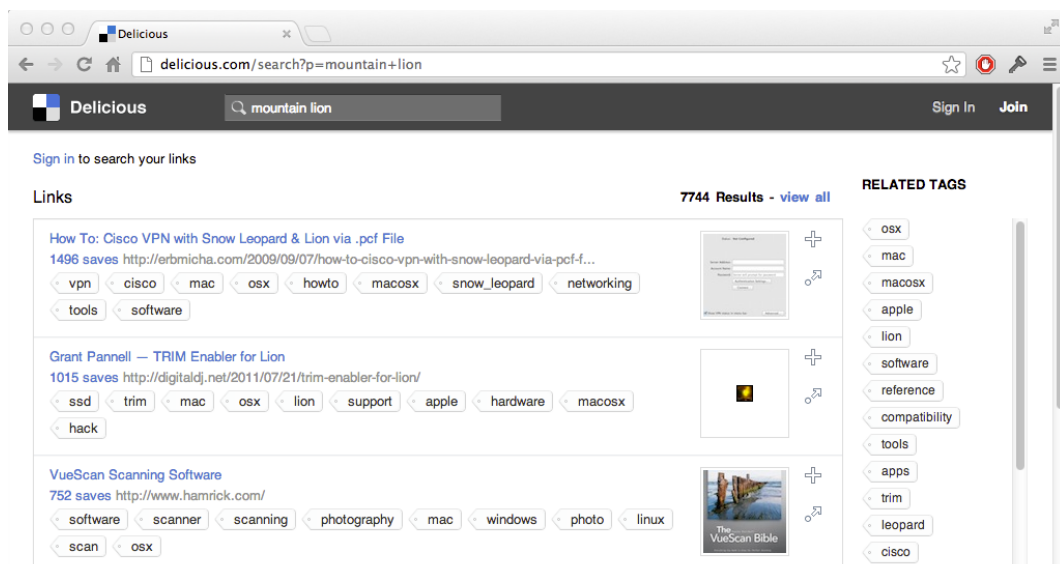 Delicious
delicious.com/search?p=mountain+lion
Delicious mountain lion Sign In Join
Sign in to search your links
Links 7744 Results - view all
How To: Cisco VPN with Snow Leopard & Lion via .pcf File
1496 saves http://erbmicha.com/2009/09/07/how-to-cisco-vpn-with-snow-leopard-via-pcf-f...
vpn cisco mac osx howto macosx snow_leopard networking
tools software
Grant Pannell — TRIM Enabler for Lion
1015 saves http://digitaldj.net/2011/07/21/trim-enabler-for-lion/
ssd trim mac osx lion support apple hardware macosx
hack
VueScan Scanning Software
752 saves http://www.hamrick.com/
software scanner scanning photography mac windows photo linux
scan osx
The
VueScan Bible
RELATED TAGS
osx
mac
macosx
apple
lion
software
reference
compatibility
tools
apps
trim
leopard
cisco